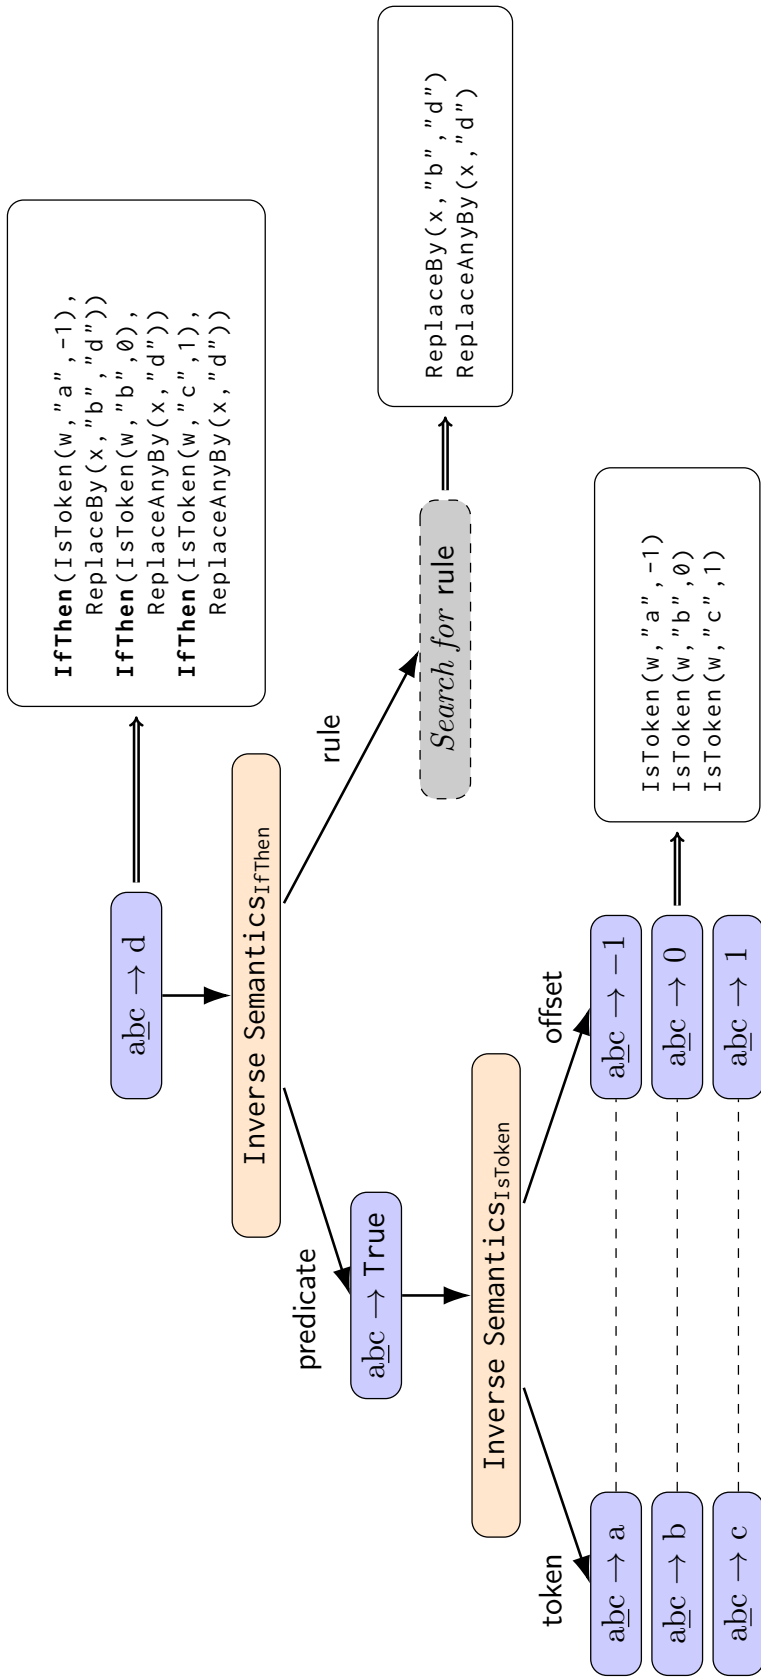 abc → d
IfThen(IsToken(w,"a",-1),
ReplaceBy(x,"b","d"))
IfThen(IsToken(w,"b",0),
ReplaceAnyBy(x,"d"))
IfThen(IsToken(w,"c",1),
ReplaceAnyBy(x,"d"))
Inverse SemanticsIfThen
predicate
rule
abc → True
Search for rule
ReplaceBy(x,"b","d")
ReplaceAnyBy(x,"d")
Inverse SemanticsIsToken
token
offset
abc → a
abc → −1
abc → b
abc → 0
abc → c
abc → 1
IsToken(w,"a",-1)
IsToken(w,"b",0)
IsToken(w,"c",1)